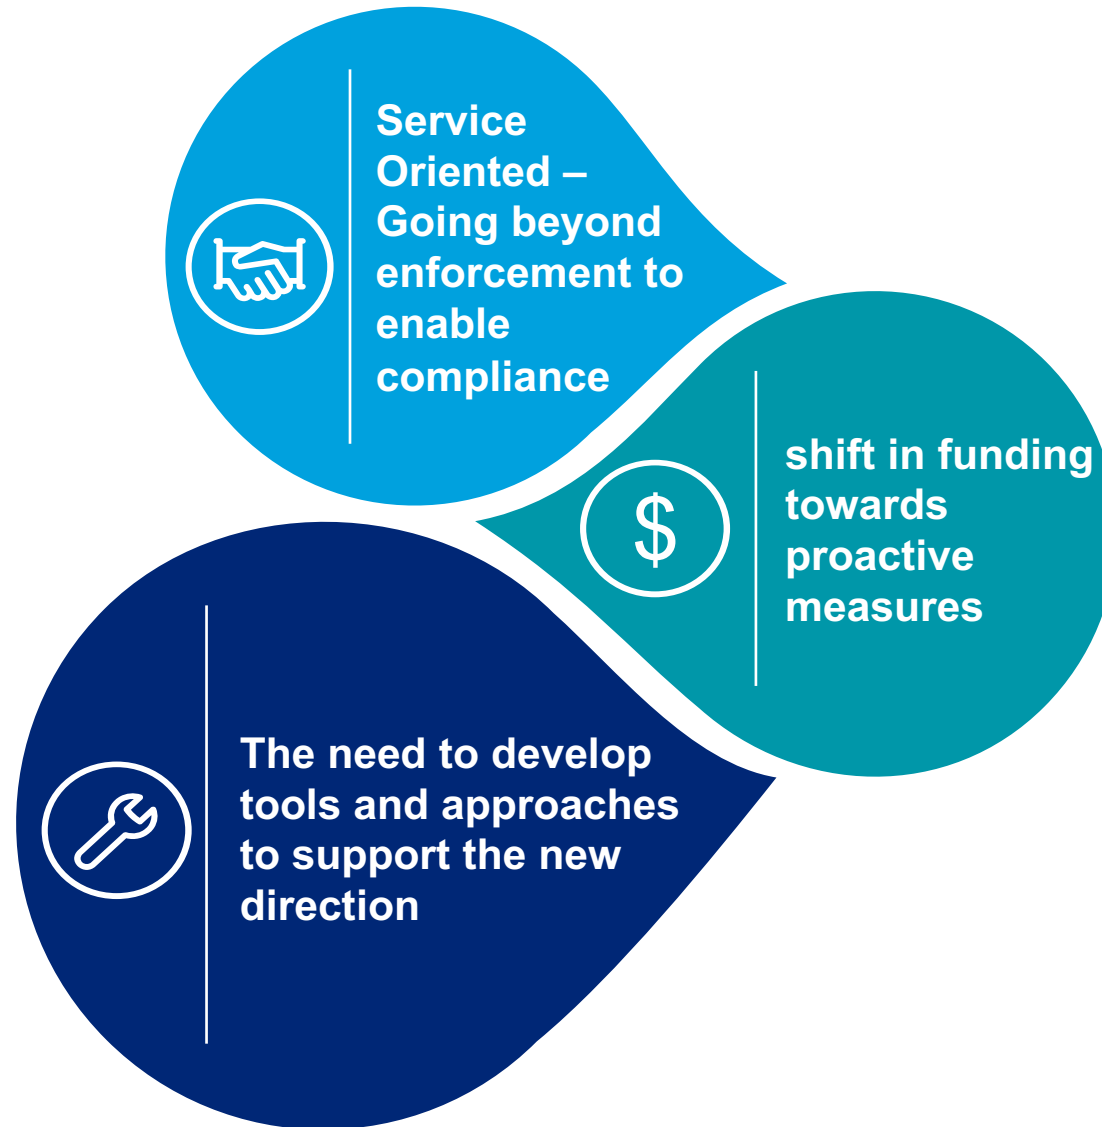 Service
Oriented –
Going beyond
enforcement to
enable
compliance
$
shift in funding
towards
proactive
measures
The need to develop
tools and approaches
to support the new
direction